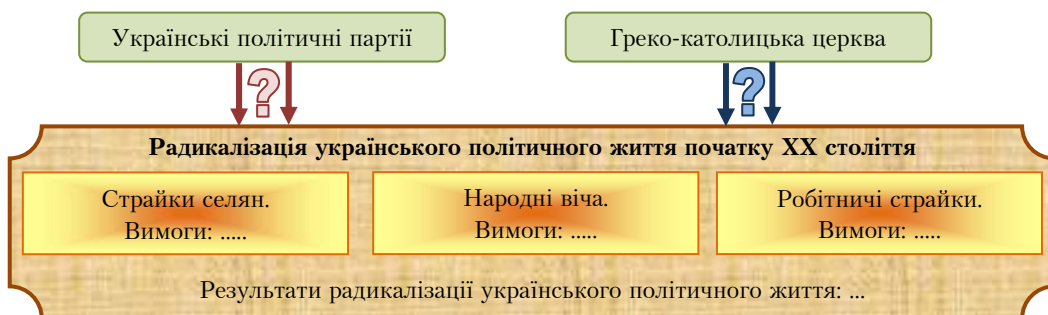 Українські політичні партії
Греко-католицька церква
?
?
Радикалізація українського політичного життя початку ХХ століття
Страйки селян.
Вимоги: .....
Народні віча.
Вимоги: .....
Робітничі страйки.
Вимоги: .....
Результати радикалізації українського політичного життя: ...